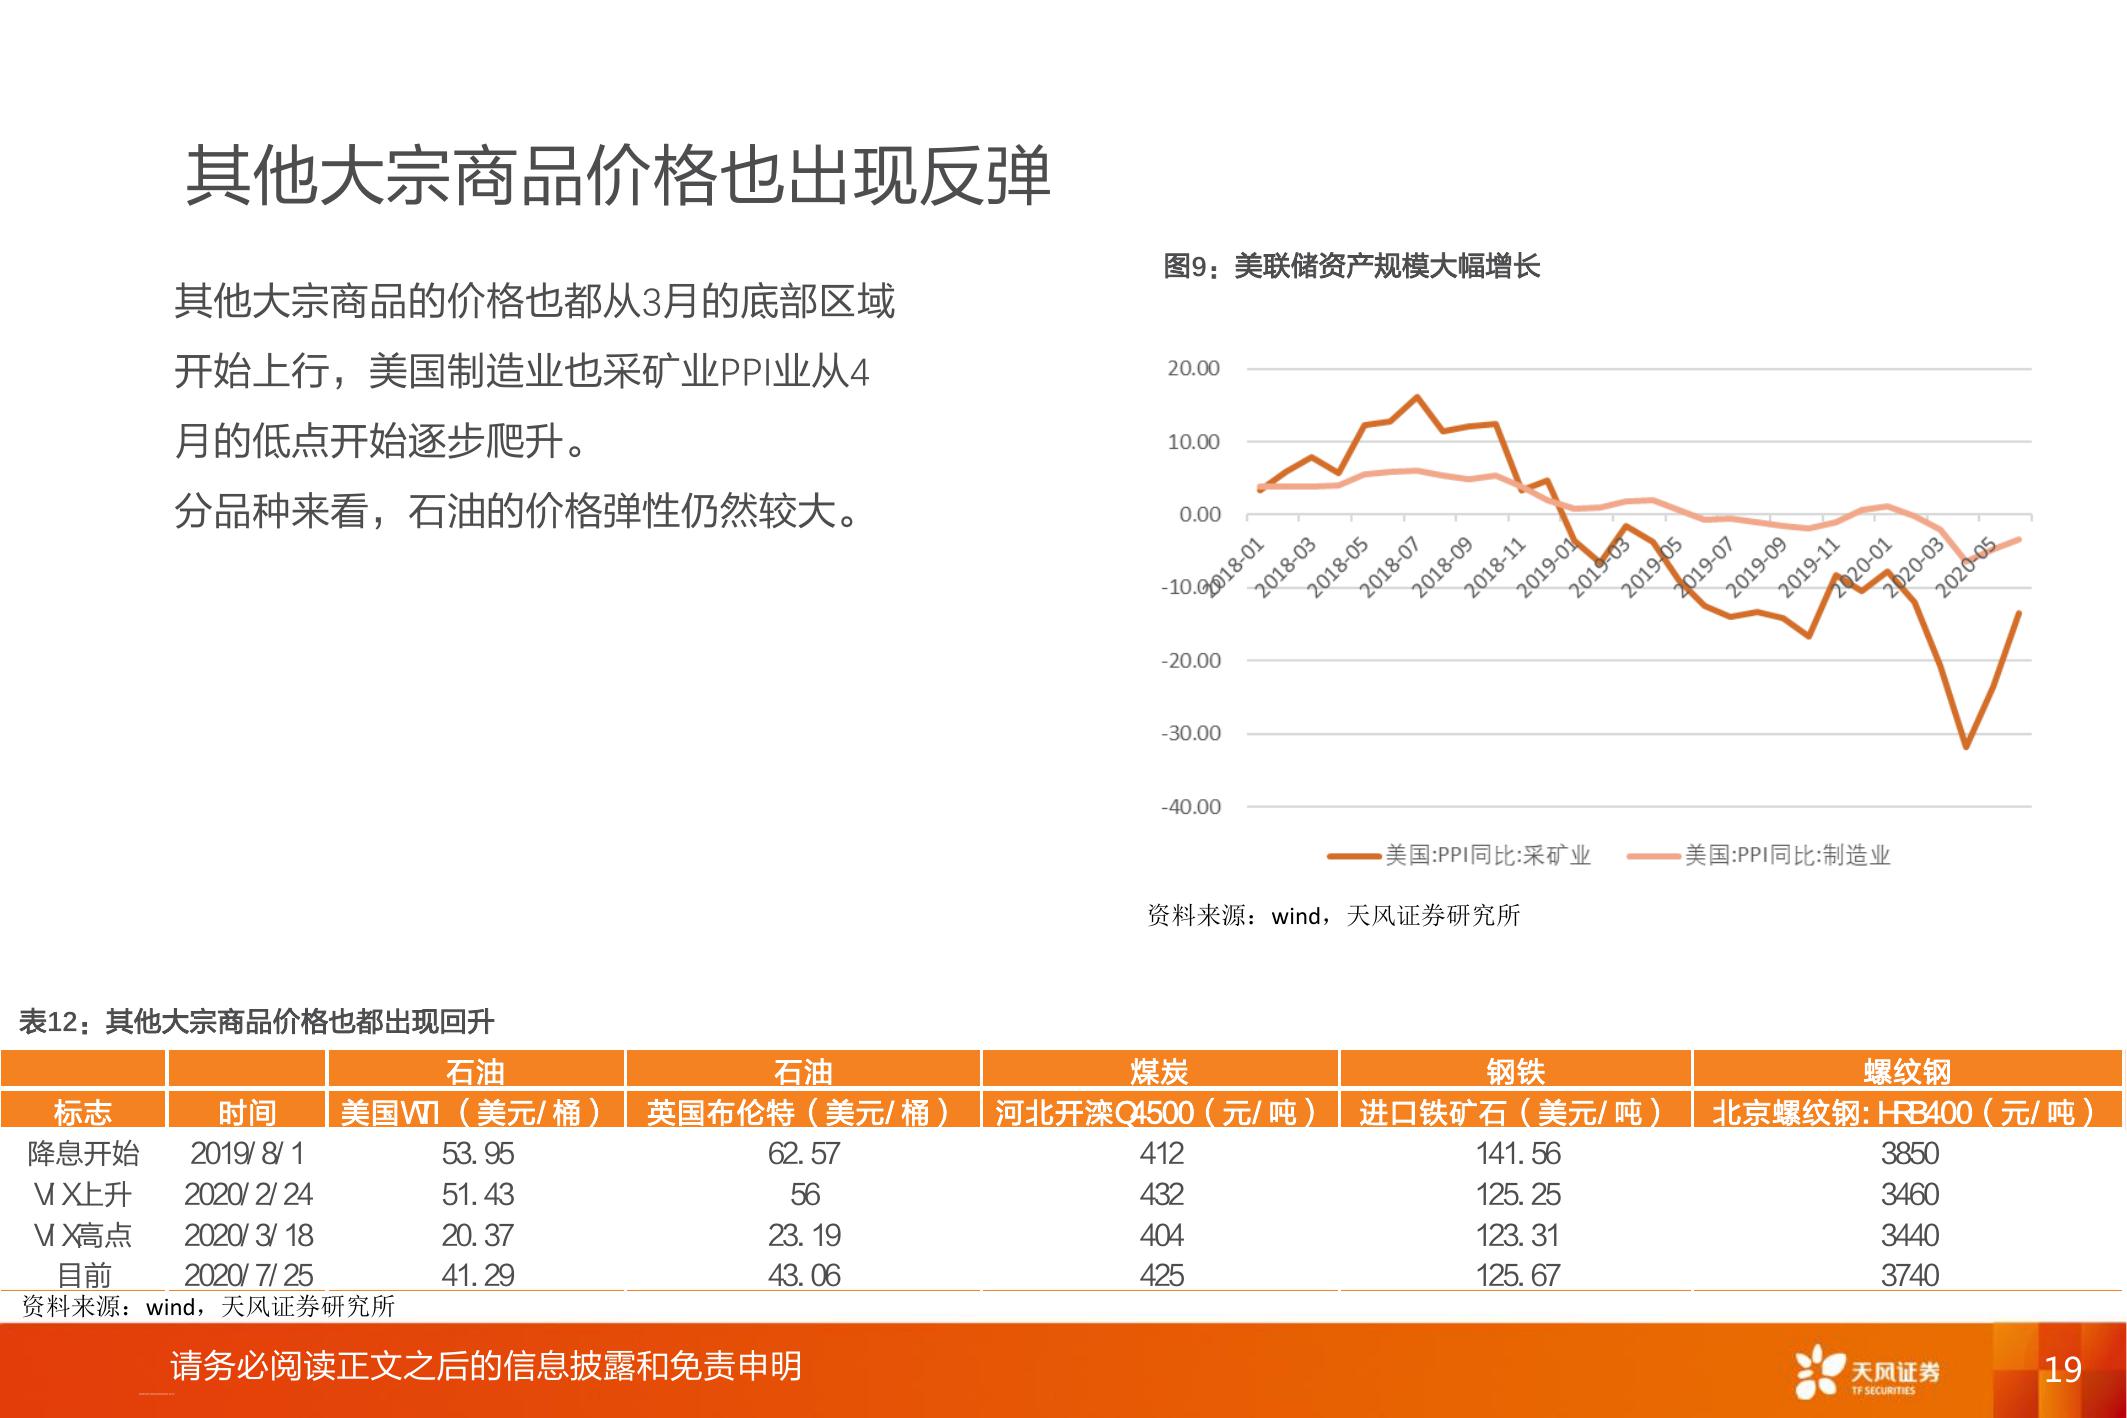 其他大宗商品价格也出现反弹
其他大宗商品的价格也都从3月的底部区域
开始上行，美国制造业也采矿业PPI业从4
月的低点开始逐步爬升。
分品种来看，石油的价格弹性仍然较大。
图9：美联储资产规模大幅增长
20.00
10.00
0.00
-10.00
-20.00
-30.00
-40.00
2018-01 2018-03 2018-05 2018-07 2018-09 2018-11 2019-01 2019-03 2019-05 2019-07 2019-09 2019-11 2020-01 2020-03 2020-05
美国:PPI同比:采矿业 美国:PPI同比:制造业
资料来源：wind，天风证券研究所
表12：其他大宗商品价格也都出现回升
石油 石油 煤炭 钢铁 螺纹钢
标志 时间 美国WTI（美元/桶） 英国布伦特（美元/桶） 河北开滦Q4500（元/吨） 进口铁矿石（美元/吨） 北京螺纹钢:HRB400（元/吨）
降息开始 2019/8/1 53.95 62.57 412 141.56 3850
VIX上升 2020/2/24 51.43 56 432 125.25 3460
VIX高点 2020/3/18 20.37 23.19 404 123.31 3440
目前 2020/7/25 41.29 43.06 425 125.67 3740
资料来源：wind，天风证券研究所
请务必阅读正文之后的信息披露和免责申明
天风证券
TF SECURITIES
19